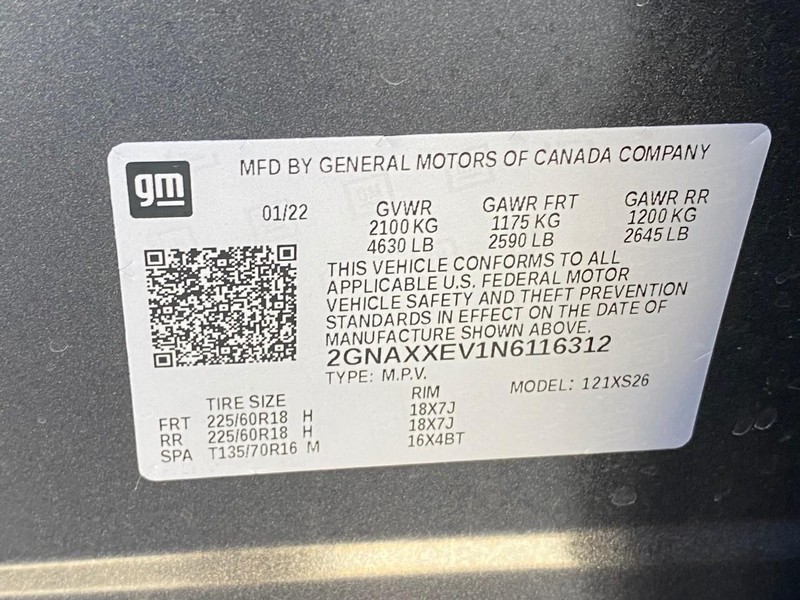 gm
MFD BY GENERAL MOTORS OF CANADA COMPANY
01/22 GVWR GAWR FRT GAWR RR
2100 KG 1175 KG 1200 KG
4630 LB 2590 LB 2645 LB
THIS VEHICLE CONFORMS TO ALL
APPLICABLE U.S. FEDERAL MOTOR
VEHICLE SAFETY AND THEFT PREVENTION
STANDARDS IN EFFECT ON THE DATE OF
MANUFACTURE SHOWN ABOVE.
2GNAXXEV1N6116312
TYPE: M.P.V. MODEL: 121XS26
TIRE SIZE RIM
FRT 225/60R18 H 18X7J
RR 225/60R18 H 18X7J
SPA T135/70R16 M 16X4BT